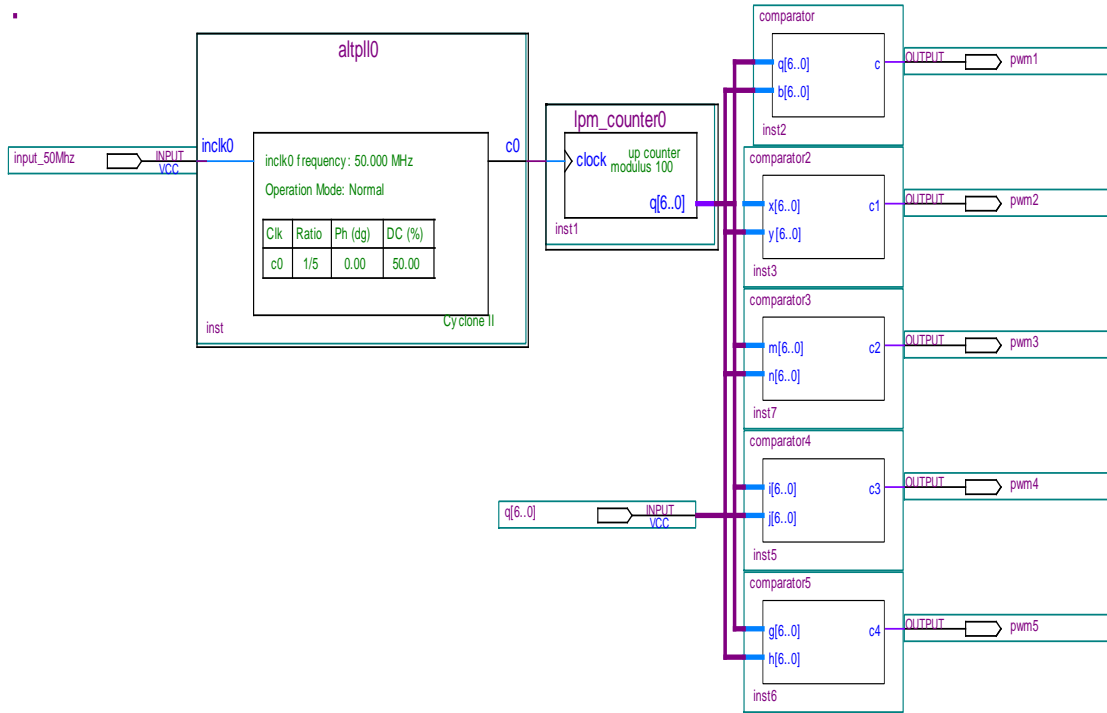 altpll0
input_50Mhz
INPUT
VCC
inclk0
c0
inclk0 frequency: 50.000 MHz
Operation Mode: Normal
Clk Ratio Ph (dg) DC (%)
c0 1/5 0.00 50.00
inst
Cyclone II
lpm_counter0
clock
up counter
modulus 100
q[6..0]
inst1
q[6..0]
INPUT
VCC
comparator
q[6..0]
c
b[6..0]
inst2
OUTPUT
pwm1
comparator2
x[6..0]
c1
y[6..0]
inst3
OUTPUT
pwm2
comparator3
m[6..0]
c2
n[6..0]
inst7
OUTPUT
pwm3
comparator4
i[6..0]
c3
j[6..0]
inst5
OUTPUT
pwm4
comparator5
g[6..0]
c4
h[6..0]
inst6
OUTPUT
pwm5